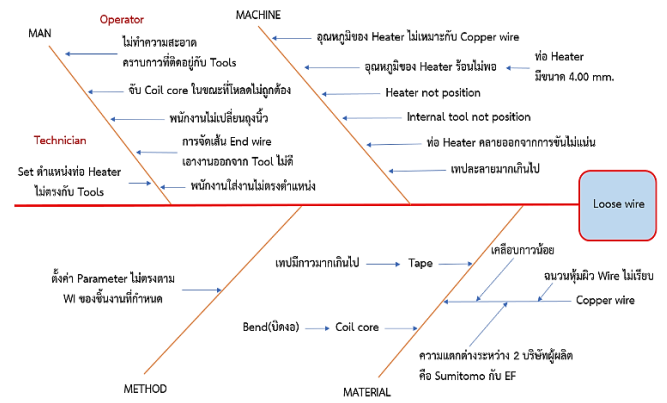 Operator
MACHINE
MAN
ไม่ทำความสะอาด
คราบกาวที่ติดอยู่กับ Tools
จับ Coil core ในขณะที่โหลดไม่ถูกต้อง
พนักงานไม่เปลี่ยนถุงนิ้ว
Technician
การจัดเส้น End wire
เอางานออกจาก Tool ไม่ดี
Set ตำแหน่งท่อ Heater
ไม่ตรงกับ Tools
พนักงานใส่งานไม่ตรงตำแหน่ง
อุณหภูมิของ Heater ไม่เหมาะกับ Copper wire
อุณหภูมิของ Heater ร้อนไม่พอ
ท่อ Heater
มีขนาด 4.00 mm.
Heater not position
Internal tool not position
ท่อ Heater คลายออกจากการขันไม่แน่น
เทปละลายมากเกินไป
Loose wire
ตั้งค่า Parameter ไม่ตรงตาม
WI ของชิ้นงานที่กำหนด
METHOD
เทปมีกาวมากเกินไป
Tape
เคลือบกาวน้อย
ฉนวนหุ้มผิว Wire ไม่เรียบ
Copper wire
Bend(บิดงอ)
Coil core
ความแตกต่างระหว่าง 2 บริษัทผู้ผลิต
คือ Sumitomo กับ EF
MATERIAL